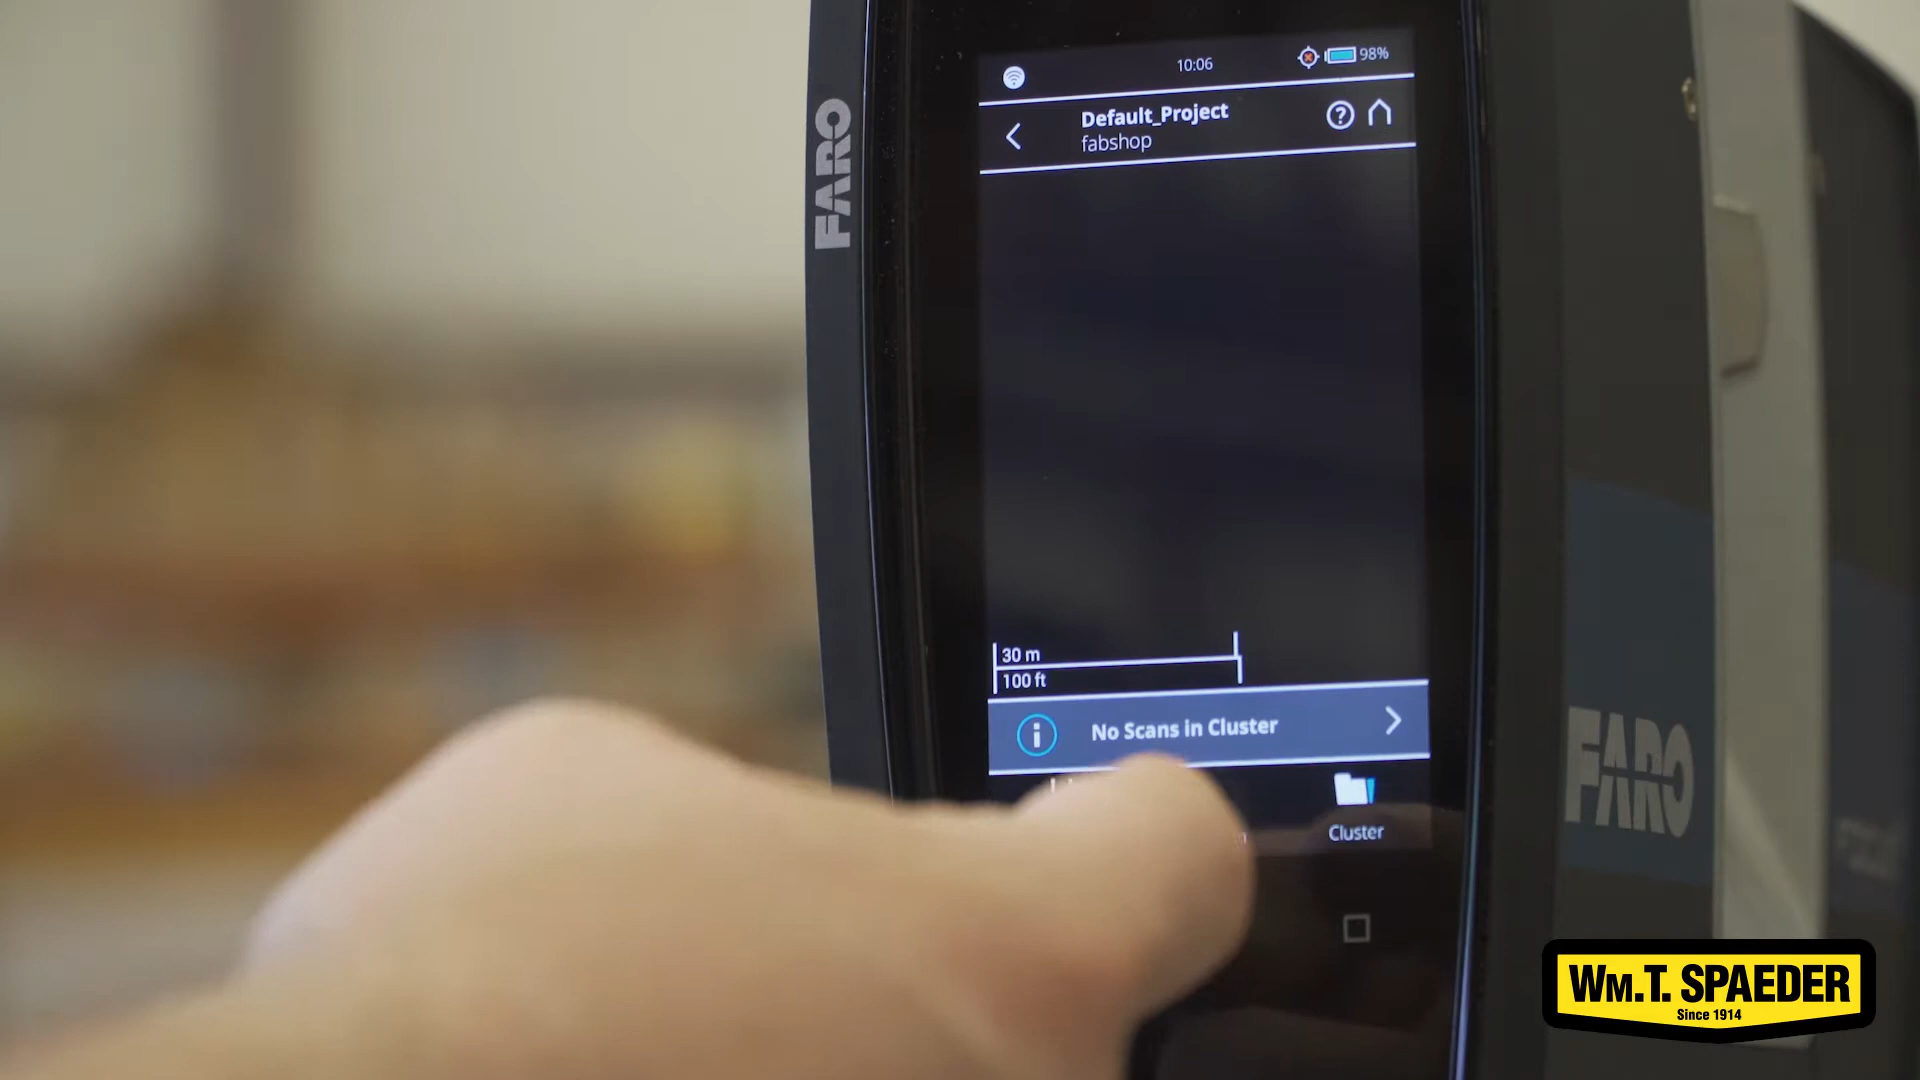 10:06
98%
Default_Project
fabshop
FARO
30 m
100 ft
No Scans in Cluster
Cluster
FARO
WM.T. SPAEDER
Since 1914